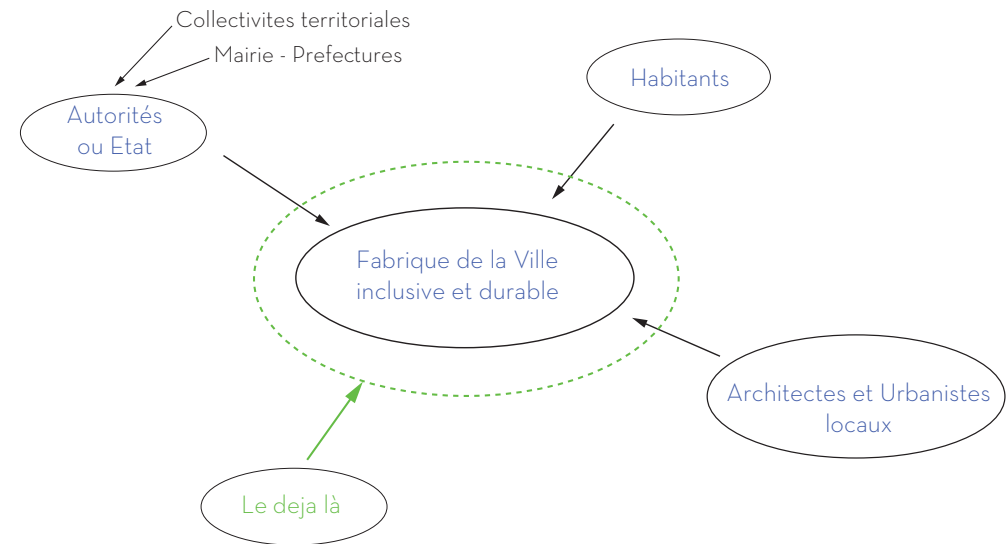 Collectivites territoriales
Mairie - Prefectures
Autorités
ou Etat
Habitants
Fabrique de la Ville
inclusive et durable
Architectes et Urbanistes
locaux
Le deja là